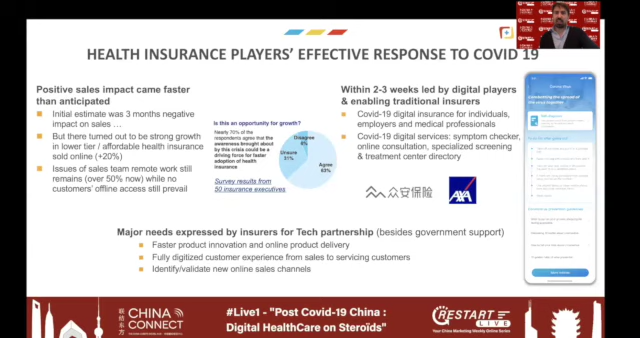 HEALTH INSURANCE PLAYERS' EFFECTIVE RESPONSE TO COVID 19
Positive sales impact came faster
than anticipated
Initial estimate was 3 months negative
impact on sales …
But there turned out to be strong growth
in lower tier / affordable health insurance
sold online (+20%)
Issues of sales team remote work still
remains (over 50% now) while no
customers' offline access still prevail
Is this an opportunity for growth?
Nearly 70% of the
respondents agree that the
awareness brought about
by this crisis could be a
driving force for faster
adoption of health
insurance
Survey results from
50 insurance executives
Disagree
6%
Unsure
31%
Agree
63%
Within 2-3 weeks led by digital players
& enabling traditional insurers
Covid-19 digital insurance for individuals,
employers and medical professionals
Covid-19 digital services: symptom checker,
online consultation, specialized screening
& treatment center directory
众安保险
AXA
Major needs expressed by insurers for Tech partnership (besides government support)
Faster product innovation and online product delivery
Fully digitized customer experience from sales to servicing customers
Identify/validate new online sales channels
联结东方
CHINA
CONNECT
#Live1 - "Post Covid-19 China :
Digital HealthCare on Steroïds"
RESTART
LIVE
Your China Marketing Weekly Online Series